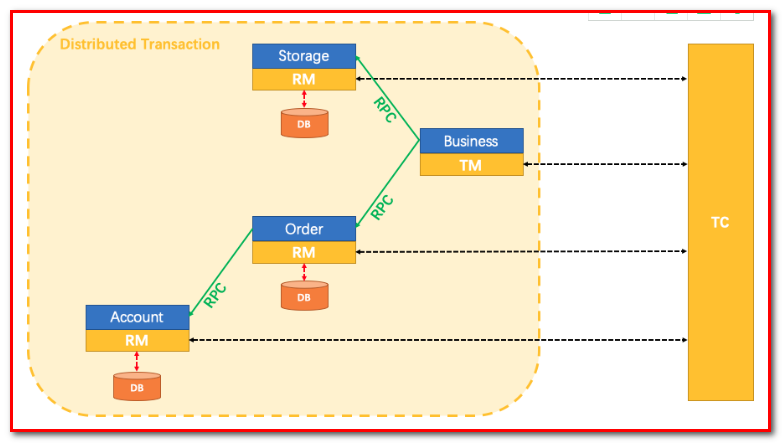 Distributed Transaction
Storage
RM
DB
RPC
Business
TM
RPC
Order
RM
DB
RPC
Account
RM
DB
TC